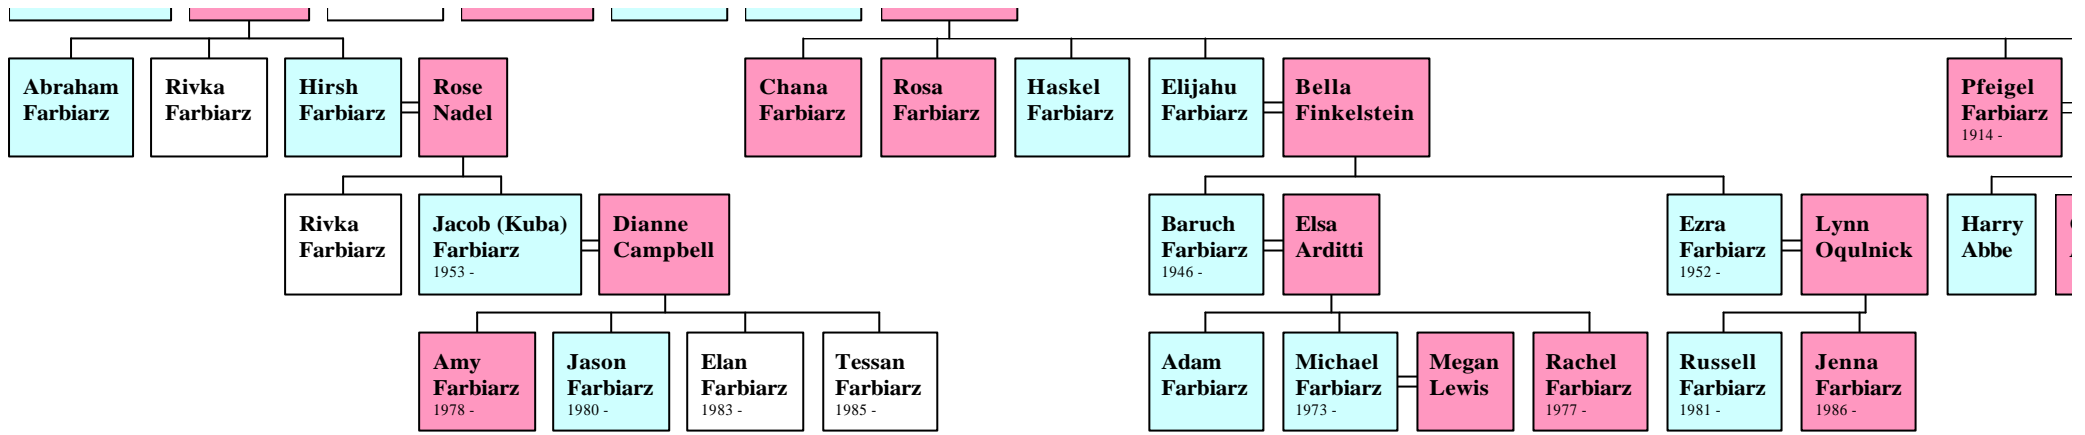 Abraham
Farbiarz
Rivka
Farbiarz
Hirsh
Farbiarz
Rose
Nadel
Chana
Farbiarz
Rosa
Farbiarz
Haskel
Farbiarz
Elijahu
Farbiarz
Bella
Finkelstein
Pfeigel
Farbiarz
1914 -
Rivka
Farbiarz
Jacob (Kuba)
Farbiarz
1953 -
Dianne
Campbell
Baruch
Farbiarz
1946 -
Elsa
Arditti
Ezra
Farbiarz
1952 -
Lynn
Oqulnick
Harry
Abbe
Amy
Farbiarz
1978 -
Jason
Farbiarz
1980 -
Elan
Farbiarz
1983 -
Tessan
Farbiarz
1985 -
Adam
Farbiarz
Michael
Farbiarz
1973 -
Megan
Lewis
Rachel
Farbiarz
1977 -
Russell
Farbiarz
1981 -
Jenna
Farbiarz
1986 -